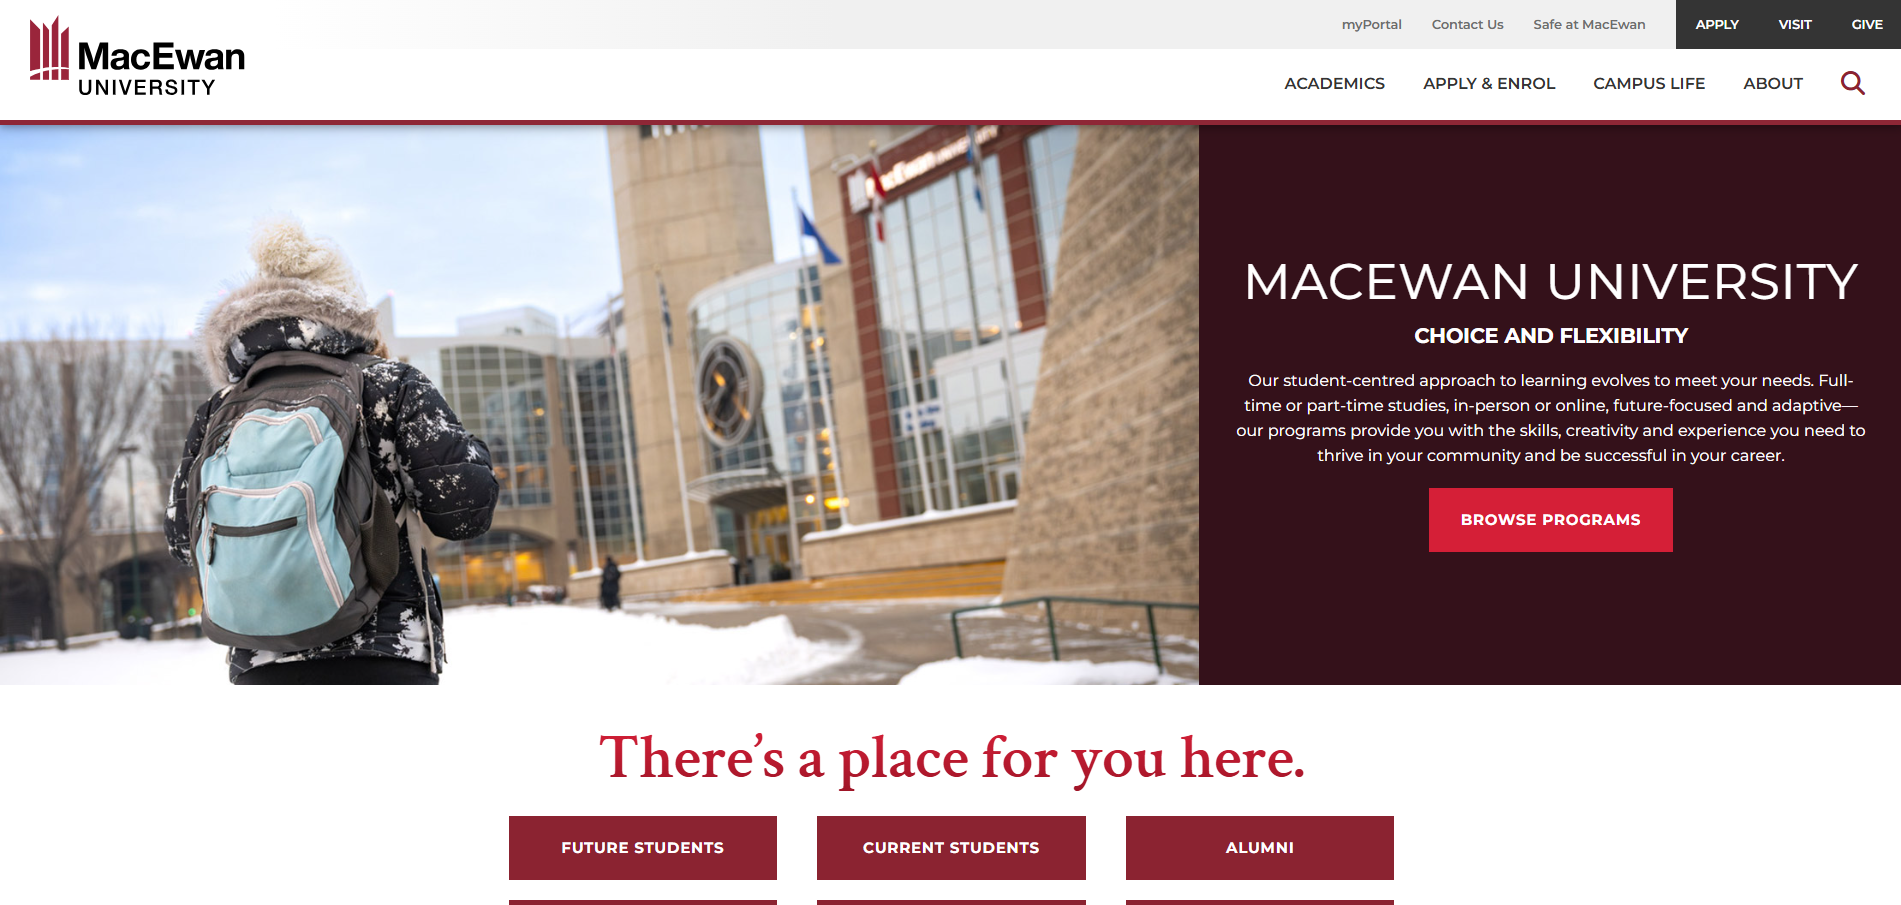 MacEwan
UNIVERSITY
myPortal
Contact Us
Safe at MacEwan
APPLY
VISIT
GIVE
ACADEMICS
APPLY & ENROL
CAMPUS LIFE
ABOUT
MacEwan UNIVERSITY
MACEWAN UNIVERSITY
CHOICE AND FLEXIBILITY
Our student-centred approach to learning evolves to meet your needs. Full-
time or part-time studies, in-person or online, future-focused and adaptive—
our programs provide you with the skills, creativity and experience you need to
thrive in your community and be successful in your career.
BROWSE PROGRAMS
There's a place for you here.
FUTURE STUDENTS
CURRENT STUDENTS
ALUMNI